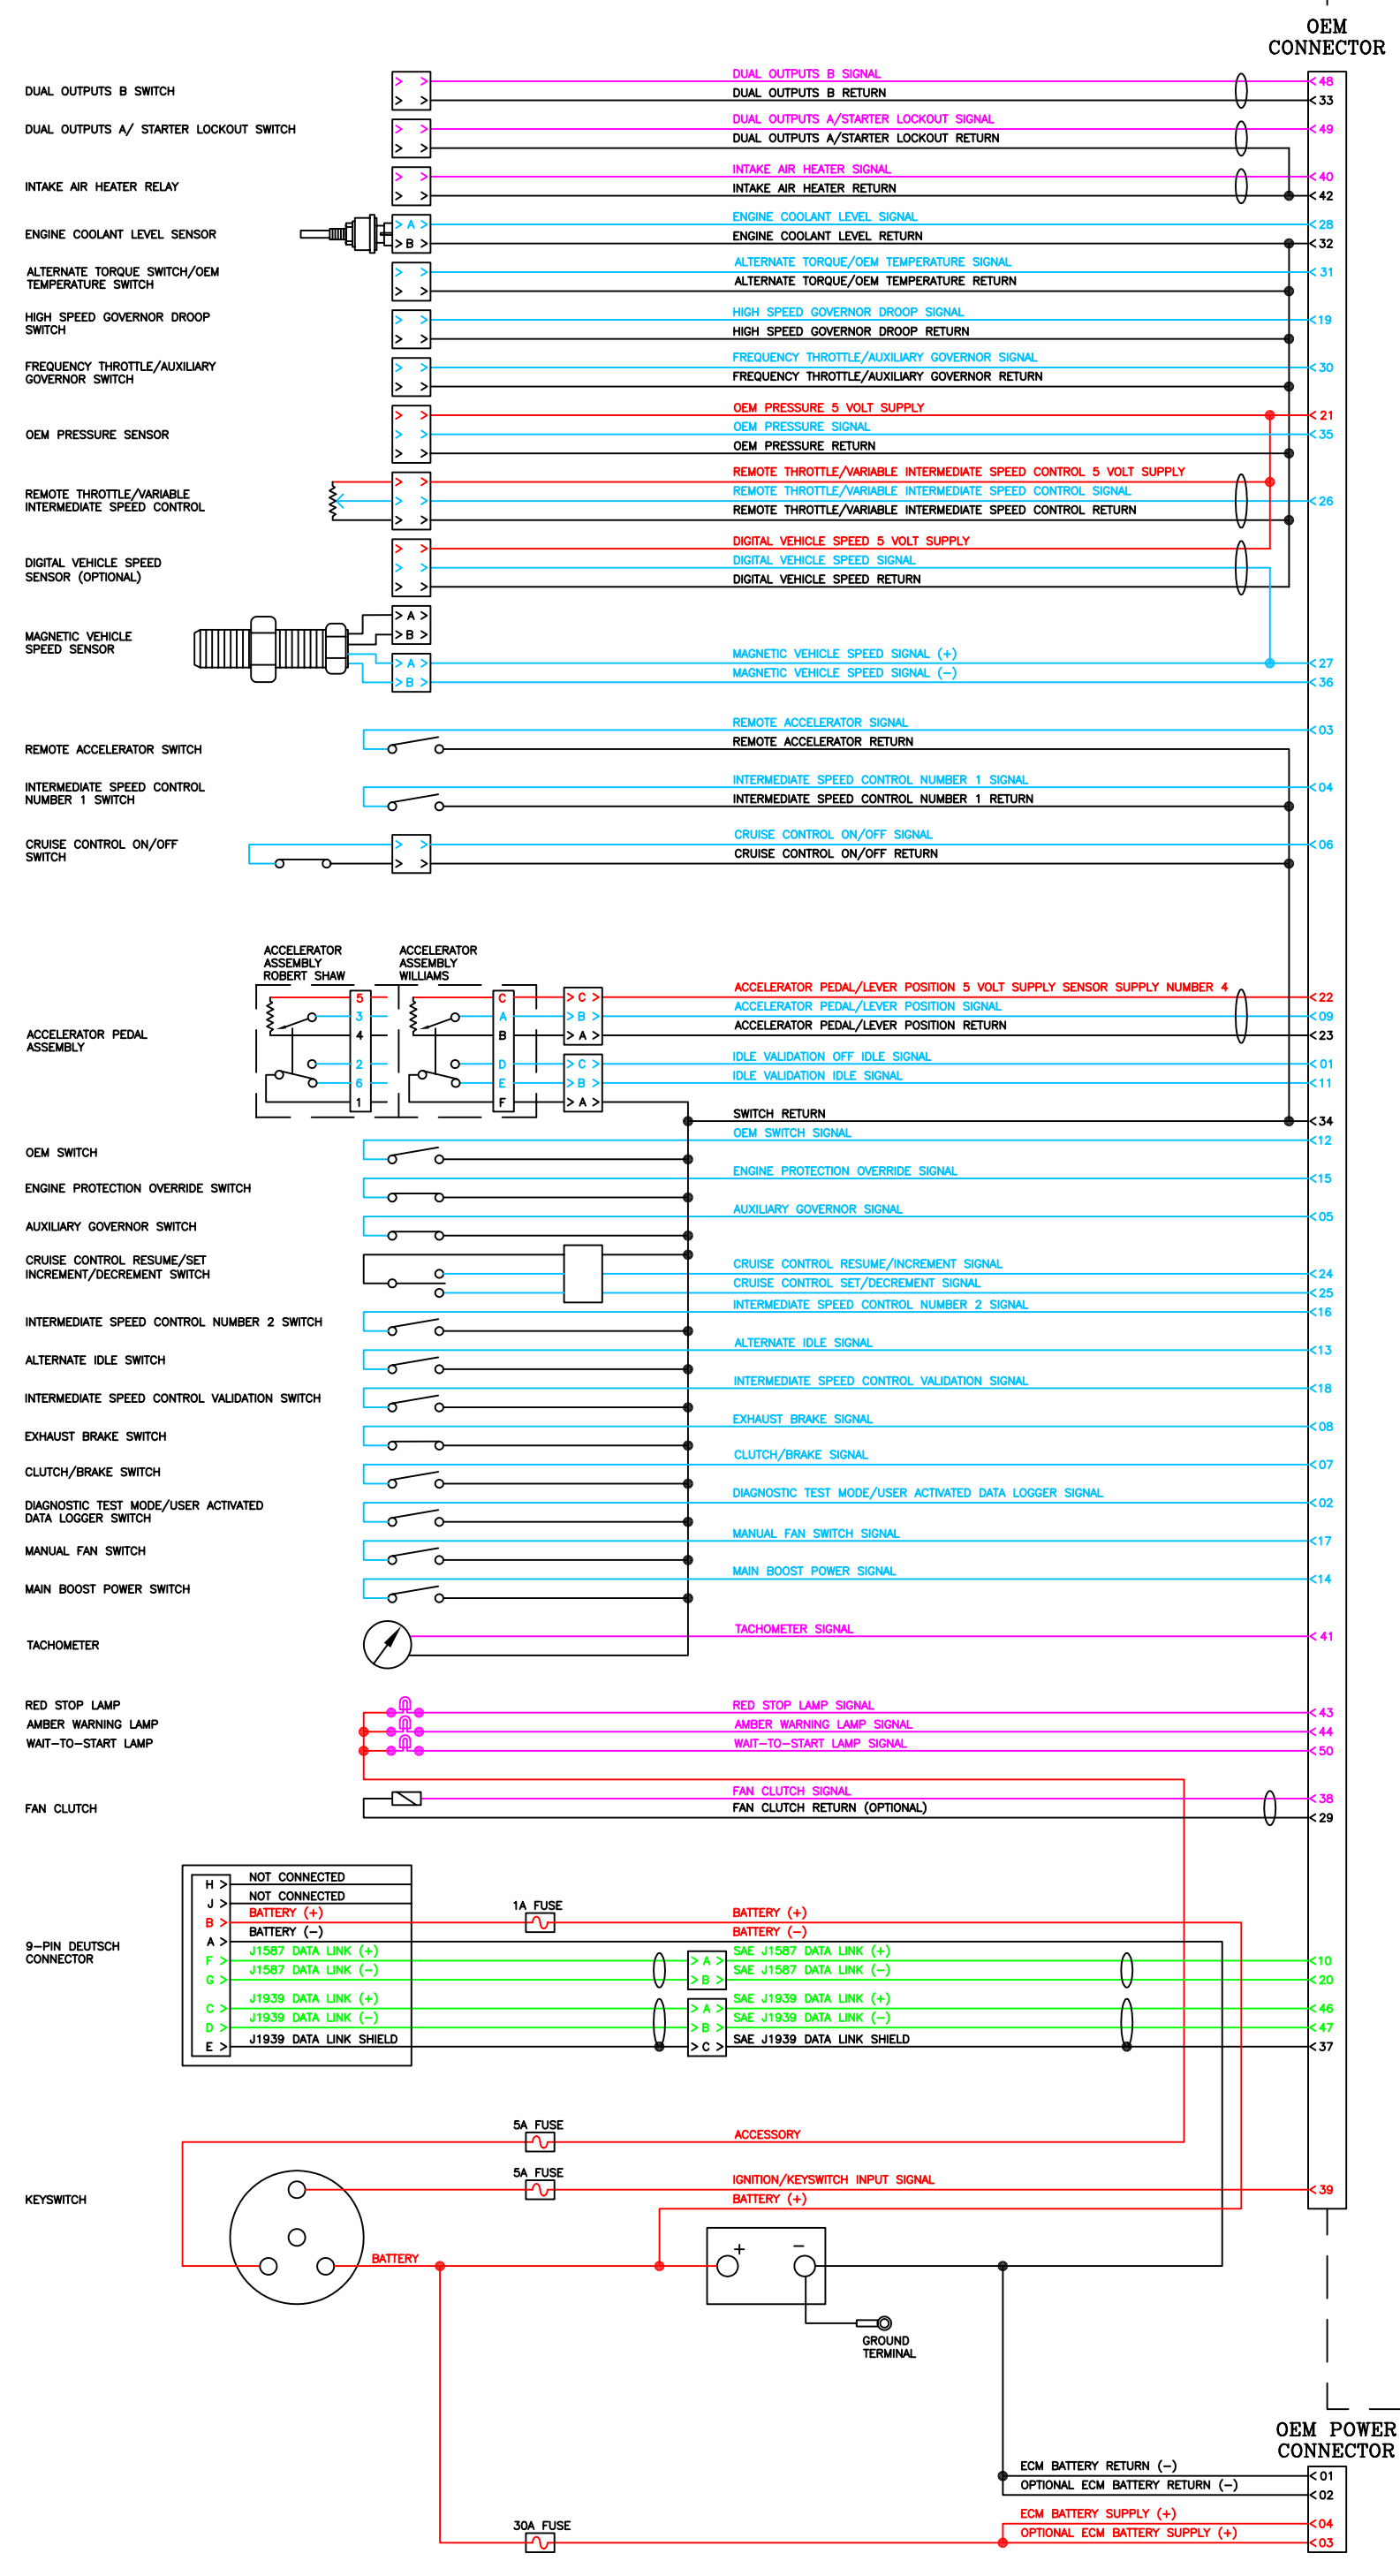 OEM
CONNECTOR
DUAL OUTPUTS B SWITCH
> >
> >
DUAL OUTPUTS B SIGNAL
DUAL OUTPUTS B RETURN
<48
<33
DUAL OUTPUTS A/ STARTER LOCKOUT SWITCH
> >
> >
DUAL OUTPUTS A/STARTER LOCKOUT SIGNAL
DUAL OUTPUTS A/STARTER LOCKOUT RETURN
<49
INTAKE AIR HEATER RELAY
> >
> >
INTAKE AIR HEATER SIGNAL
INTAKE AIR HEATER RETURN
<40
<42
ENGINE COOLANT LEVEL SENSOR
> A >
> B >
ENGINE COOLANT LEVEL SIGNAL
ENGINE COOLANT LEVEL RETURN
<28
<32
ALTERNATE TORQUE SWITCH/OEM
TEMPERATURE SWITCH
> >
> >
ALTERNATE TORQUE/OEM TEMPERATURE SIGNAL
ALTERNATE TORQUE/OEM TEMPERATURE RETURN
<31
HIGH SPEED GOVERNOR DROOP
SWITCH
> >
> >
HIGH SPEED GOVERNOR DROOP SIGNAL
HIGH SPEED GOVERNOR DROOP RETURN
<19
FREQUENCY THROTTLE/AUXILIARY
GOVERNOR SWITCH
> >
> >
FREQUENCY THROTTLE/AUXILIARY GOVERNOR SIGNAL
FREQUENCY THROTTLE/AUXILIARY GOVERNOR RETURN
<30
OEM PRESSURE SENSOR
> >
> >
> >
OEM PRESSURE 5 VOLT SUPPLY
OEM PRESSURE SIGNAL
OEM PRESSURE RETURN
<21
<35
REMOTE THROTTLE/VARIABLE
INTERMEDIATE SPEED CONTROL
> >
> >
> >
REMOTE THROTTLE/VARIABLE INTERMEDIATE SPEED CONTROL 5 VOLT SUPPLY
REMOTE THROTTLE/VARIABLE INTERMEDIATE SPEED CONTROL SIGNAL
REMOTE THROTTLE/VARIABLE INTERMEDIATE SPEED CONTROL RETURN
<26
DIGITAL VEHICLE SPEED
SENSOR (OPTIONAL)
> >
> >
> >
DIGITAL VEHICLE SPEED 5 VOLT SUPPLY
DIGITAL VEHICLE SPEED SIGNAL
DIGITAL VEHICLE SPEED RETURN
MAGNETIC VEHICLE
SPEED SENSOR
> A >
> B >
> A >
> B >
MAGNETIC VEHICLE SPEED SIGNAL (+)
MAGNETIC VEHICLE SPEED SIGNAL (−)
<27
<36
REMOTE ACCELERATOR SWITCH
REMOTE ACCELERATOR SIGNAL
REMOTE ACCELERATOR RETURN
<03
INTERMEDIATE SPEED CONTROL
NUMBER 1 SWITCH
INTERMEDIATE SPEED CONTROL NUMBER 1 SIGNAL
INTERMEDIATE SPEED CONTROL NUMBER 1 RETURN
<04
CRUISE CONTROL ON/OFF
SWITCH
> >
> >
CRUISE CONTROL ON/OFF SIGNAL
CRUISE CONTROL ON/OFF RETURN
<06
ACCELERATOR
ASSEMBLY
ROBERT SHAW
ACCELERATOR
ASSEMBLY
WILLIAMS
ACCELERATOR PEDAL
ASSEMBLY
5
3
4
2
6
1
C
A
B
D
E
F
> C >
> B >
> A >
> C >
> B >
> A >
ACCELERATOR PEDAL/LEVER POSITION 5 VOLT SUPPLY SENSOR SUPPLY NUMBER 4
ACCELERATOR PEDAL/LEVER POSITION SIGNAL
ACCELERATOR PEDAL/LEVER POSITION RETURN
IDLE VALIDATION OFF IDLE SIGNAL
IDLE VALIDATION IDLE SIGNAL
SWITCH RETURN
<22
<09
<23
<01
<11
<34
OEM SWITCH
OEM SWITCH SIGNAL
<12
ENGINE PROTECTION OVERRIDE SWITCH
ENGINE PROTECTION OVERRIDE SIGNAL
<15
AUXILIARY GOVERNOR SWITCH
AUXILIARY GOVERNOR SIGNAL
<05
CRUISE CONTROL RESUME/SET
INCREMENT/DECREMENT SWITCH
CRUISE CONTROL RESUME/INCREMENT SIGNAL
CRUISE CONTROL SET/DECREMENT SIGNAL
<24
<25
INTERMEDIATE SPEED CONTROL NUMBER 2 SWITCH
INTERMEDIATE SPEED CONTROL NUMBER 2 SIGNAL
<16
ALTERNATE IDLE SWITCH
ALTERNATE IDLE SIGNAL
<13
INTERMEDIATE SPEED CONTROL VALIDATION SWITCH
INTERMEDIATE SPEED CONTROL VALIDATION SIGNAL
<18
EXHAUST BRAKE SWITCH
EXHAUST BRAKE SIGNAL
<08
CLUTCH/BRAKE SWITCH
CLUTCH/BRAKE SIGNAL
<07
DIAGNOSTIC TEST MODE/USER ACTIVATED
DATA LOGGER SWITCH
DIAGNOSTIC TEST MODE/USER ACTIVATED DATA LOGGER SIGNAL
<02
MANUAL FAN SWITCH
MANUAL FAN SWITCH SIGNAL
<17
MAIN BOOST POWER SWITCH
MAIN BOOST POWER SIGNAL
<14
TACHOMETER
TACHOMETER SIGNAL
<41
RED STOP LAMP
RED STOP LAMP SIGNAL
<43
AMBER WARNING LAMP
AMBER WARNING LAMP SIGNAL
<44
WAIT−TO−START LAMP
WAIT−TO−START LAMP SIGNAL
<50
FAN CLUTCH
FAN CLUTCH SIGNAL
FAN CLUTCH RETURN (OPTIONAL)
<38
<29
9−PIN DEUTSCH
CONNECTOR
H >
J >
B >
A >
F >
G >
C >
D >
E >
NOT CONNECTED
NOT CONNECTED
BATTERY (+)
BATTERY (−)
J1587 DATA LINK (+)
J1587 DATA LINK (−)
J1939 DATA LINK (+)
J1939 DATA LINK (−)
J1939 DATA LINK SHIELD
1A FUSE
> A >
> B >
> A >
> B >
> C >
BATTERY (+)
BATTERY (−)
SAE J1587 DATA LINK (+)
SAE J1587 DATA LINK (−)
SAE J1939 DATA LINK (+)
SAE J1939 DATA LINK (−)
SAE J1939 DATA LINK SHIELD
<10
<20
<46
<47
<37
5A FUSE
ACCESSORY
5A FUSE
IGNITION/KEYSWITCH INPUT SIGNAL
<39
KEYSWITCH
BATTERY (+)
BATTERY
+
−
GROUND
TERMINAL
OEM POWER
CONNECTOR
ECM BATTERY RETURN (−)
<01
OPTIONAL ECM BATTERY RETURN (−)
<02
ECM BATTERY SUPPLY (+)
<04
30A FUSE
OPTIONAL ECM BATTERY SUPPLY (+)
<03